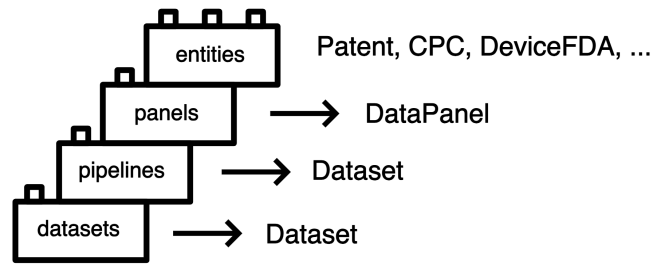 entities Patent, CPC, DeviceFDA, ...
panels DataPanel
pipelines Dataset
datasets Dataset